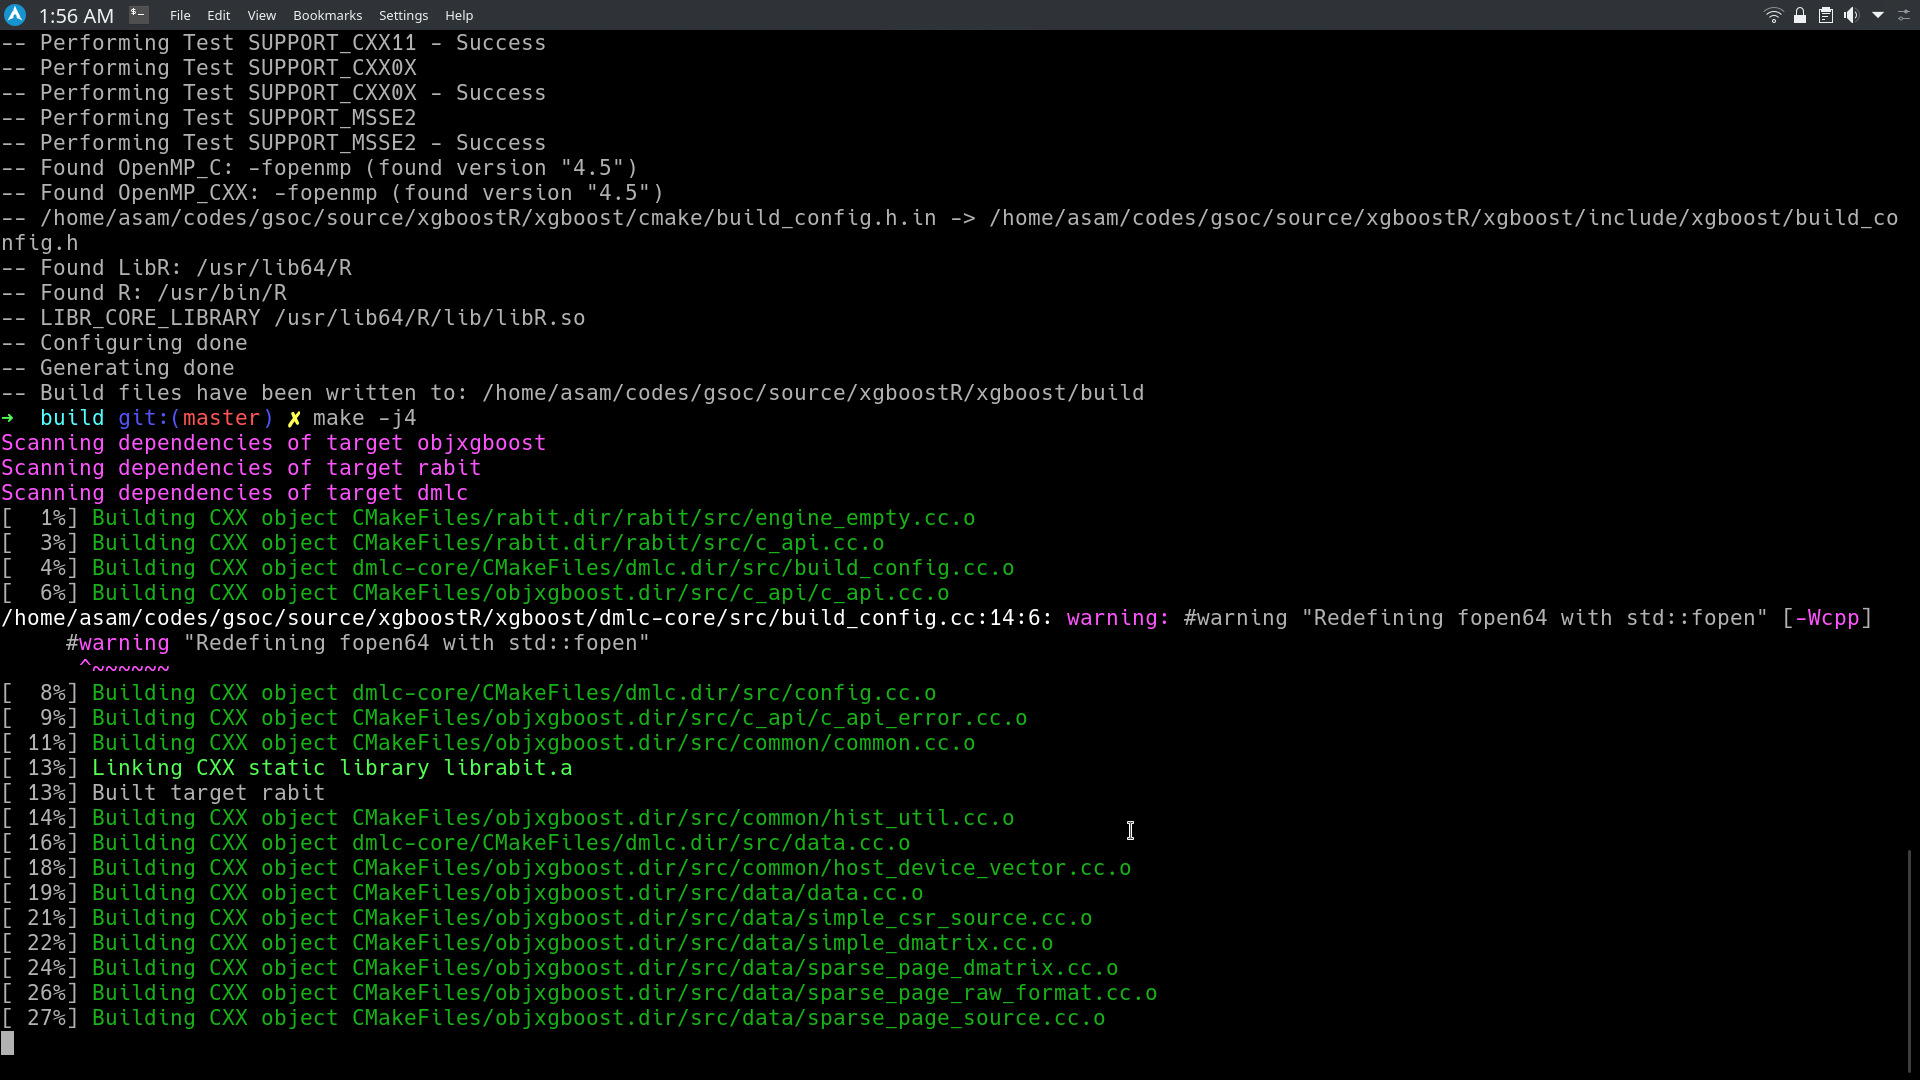 1:56 AM File Edit View Bookmarks Settings Help
-- Performing Test SUPPORT_CXX11 - Success
-- Performing Test SUPPORT_CXX0X
-- Performing Test SUPPORT_CXX0X - Success
-- Performing Test SUPPORT_MSSE2
-- Performing Test SUPPORT_MSSE2 - Success
-- Found OpenMP_C: -fopenmp (found version "4.5")
-- Found OpenMP_CXX: -fopenmp (found version "4.5")
-- /home/asam/codes/gsoc/source/xgboostR/xgboost/cmake/build_config.h.in -> /home/asam/codes/gsoc/source/xgboostR/xgboost/include/xgboost/build_co
nfig.h
-- Found LibR: /usr/lib64/R
-- Found R: /usr/bin/R
-- LIBR_CORE_LIBRARY /usr/lib64/R/lib/libR.so
-- Configuring done
-- Generating done
-- Build files have been written to: /home/asam/codes/gsoc/source/xgboostR/xgboost/build
➜  build git:(master) ✗ make -j4
Scanning dependencies of target objxgboost
Scanning dependencies of target rabit
Scanning dependencies of target dmlc
[  1%] Building CXX object CMakeFiles/rabit.dir/rabit/src/engine_empty.cc.o
[  3%] Building CXX object CMakeFiles/rabit.dir/rabit/src/c_api.cc.o
[  4%] Building CXX object dmlc-core/CMakeFiles/dmlc.dir/src/build_config.cc.o
[  6%] Building CXX object CMakeFiles/objxgboost.dir/src/c_api/c_api.cc.o
/home/asam/codes/gsoc/source/xgboostR/xgboost/dmlc-core/src/build_config.cc:14:6: warning: #warning "Redefining fopen64 with std::fopen" [-Wcpp]
     #warning "Redefining fopen64 with std::fopen"
      ^~~~~~~
[  8%] Building CXX object dmlc-core/CMakeFiles/dmlc.dir/src/config.cc.o
[  9%] Building CXX object CMakeFiles/objxgboost.dir/src/c_api/c_api_error.cc.o
[ 11%] Building CXX object CMakeFiles/objxgboost.dir/src/common/common.cc.o
[ 13%] Linking CXX static library librabit.a
[ 13%] Built target rabit
[ 14%] Building CXX object CMakeFiles/objxgboost.dir/src/common/hist_util.cc.o
[ 16%] Building CXX object dmlc-core/CMakeFiles/dmlc.dir/src/data.cc.o
[ 18%] Building CXX object CMakeFiles/objxgboost.dir/src/common/host_device_vector.cc.o
[ 19%] Building CXX object CMakeFiles/objxgboost.dir/src/data/data.cc.o
[ 21%] Building CXX object CMakeFiles/objxgboost.dir/src/data/simple_csr_source.cc.o
[ 22%] Building CXX object CMakeFiles/objxgboost.dir/src/data/simple_dmatrix.cc.o
[ 24%] Building CXX object CMakeFiles/objxgboost.dir/src/data/sparse_page_dmatrix.cc.o
[ 26%] Building CXX object CMakeFiles/objxgboost.dir/src/data/sparse_page_raw_format.cc.o
[ 27%] Building CXX object CMakeFiles/objxgboost.dir/src/data/sparse_page_source.cc.o